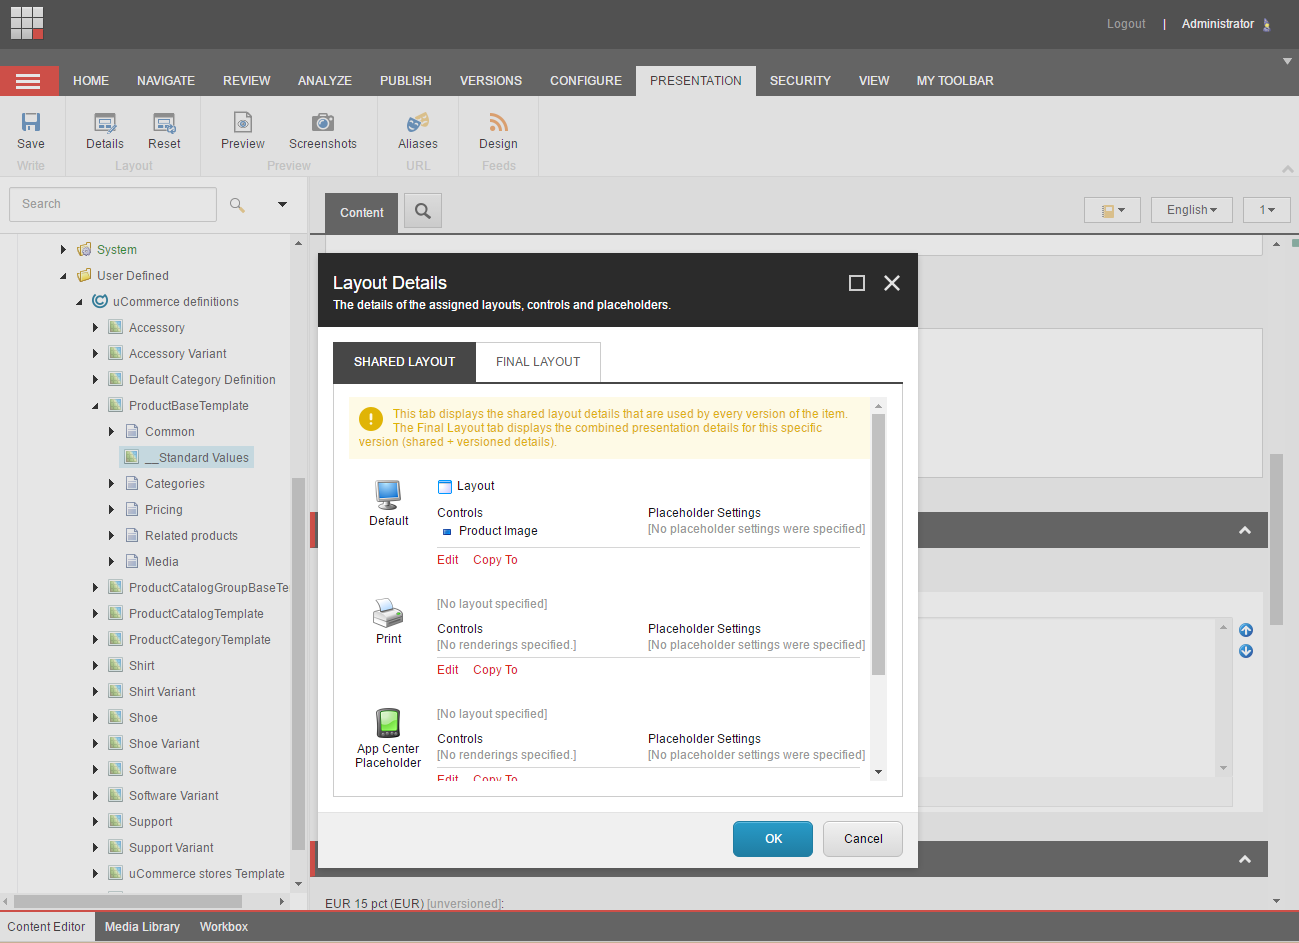 Logout | Administrator
HOME NAVIGATE REVIEW ANALYZE PUBLISH VERSIONS CONFIGURE PRESENTATION SECURITY VIEW MY TOOLBAR
Save Details Reset Preview Screenshots Aliases Design
Write Layout Preview URL Feeds
Search
Content
English
1
System
User Defined
uCommerce definitions
Accessory
Accessory Variant
Default Category Definition
ProductBaseTemplate
Common
__Standard Values
Categories
Pricing
Related products
Media
ProductCatalogGroupBaseTe
ProductCatalogTemplate
ProductCategoryTemplate
Shirt
Shirt Variant
Shoe
Shoe Variant
Software
Software Variant
Support
Support Variant
uCommerce stores Template
Layout Details
The details of the assigned layouts, controls and placeholders.
SHARED LAYOUT FINAL LAYOUT
This tab displays the shared layout details that are used by every version of the item.
The Final Layout tab displays the combined presentation details for this specific
version (shared + versioned details).
Default
Layout
Controls Placeholder Settings
Product Image [No placeholder settings were specified]
Edit Copy To
Print
[No layout specified]
Controls Placeholder Settings
[No renderings specified.] [No placeholder settings were specified]
Edit Copy To
App Center
Placeholder
[No layout specified]
Controls Placeholder Settings
[No renderings specified.] [No placeholder settings were specified]
Edit Copy To
OK Cancel
EUR 15 pct (EUR) [unversioned]:
Content Editor Media Library Workbox